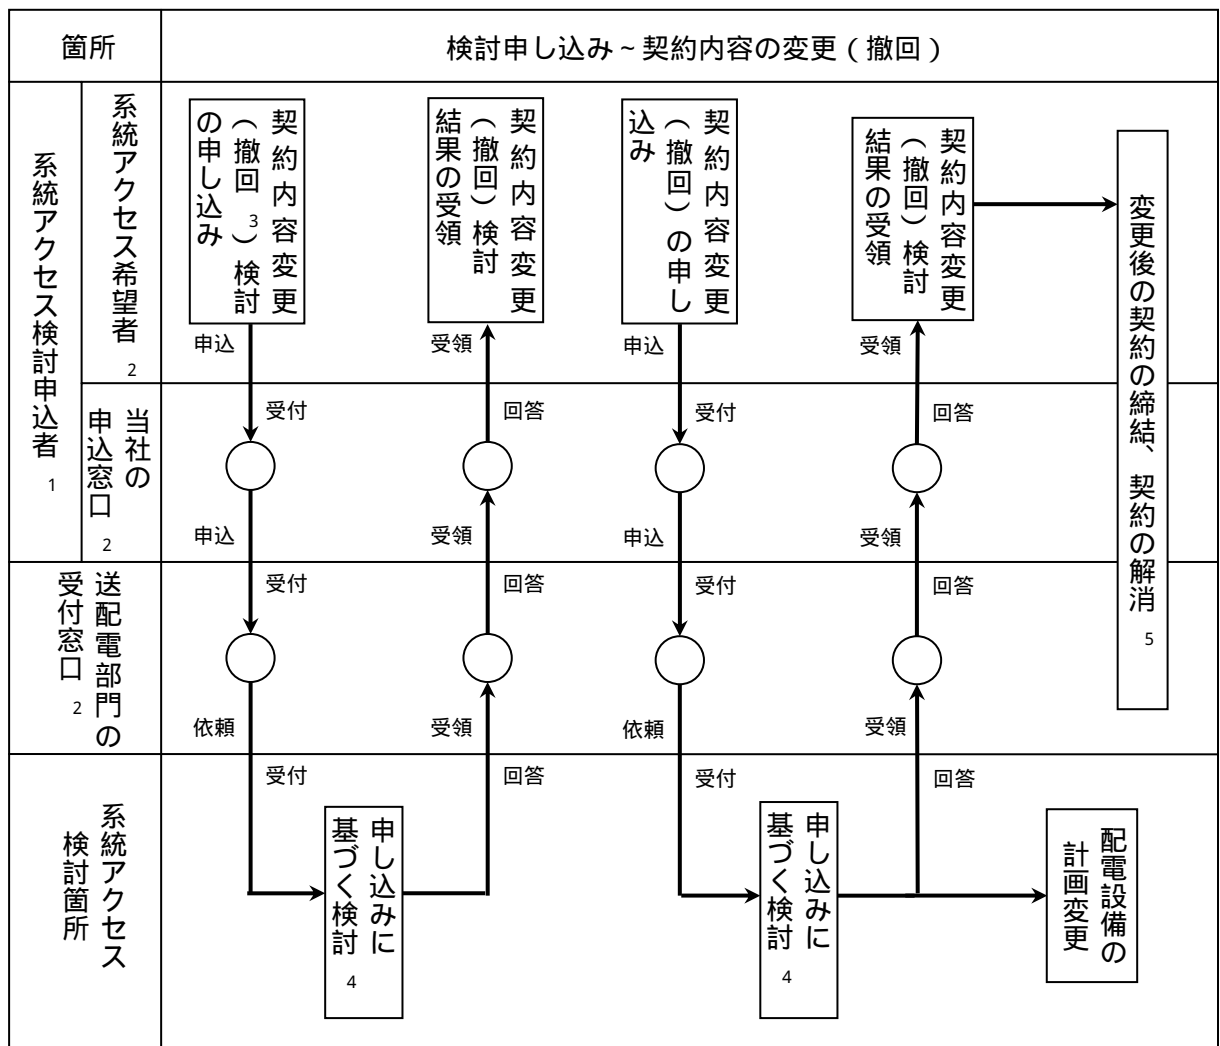 箇所
検討申し込み～契約内容の変更（撤回）
系統アクセス検討申込者 1
系統アクセス希望者 2
契約内容変更
（撤回 3）検討
の申し込み
契約内容変更
（撤回）検討
結果の受領
契約内容変更
（撤回）の申し
込み
契約内容変更
（撤回）検討
結果の受領
変更後の契約の締結、契約の解消 5
申込
受領
申込
受領
当社の
申込窓口 2
受付
回答
受付
回答
申込
受領
申込
受領
送配電部門の
受付窓口 2
受付
回答
受付
回答
依頼
受領
依頼
受領
系統アクセス
検討箇所
受付
回答
受付
回答
申し込みに
基づく検討 4
申し込みに
基づく検討 4
配電設備の
計画変更